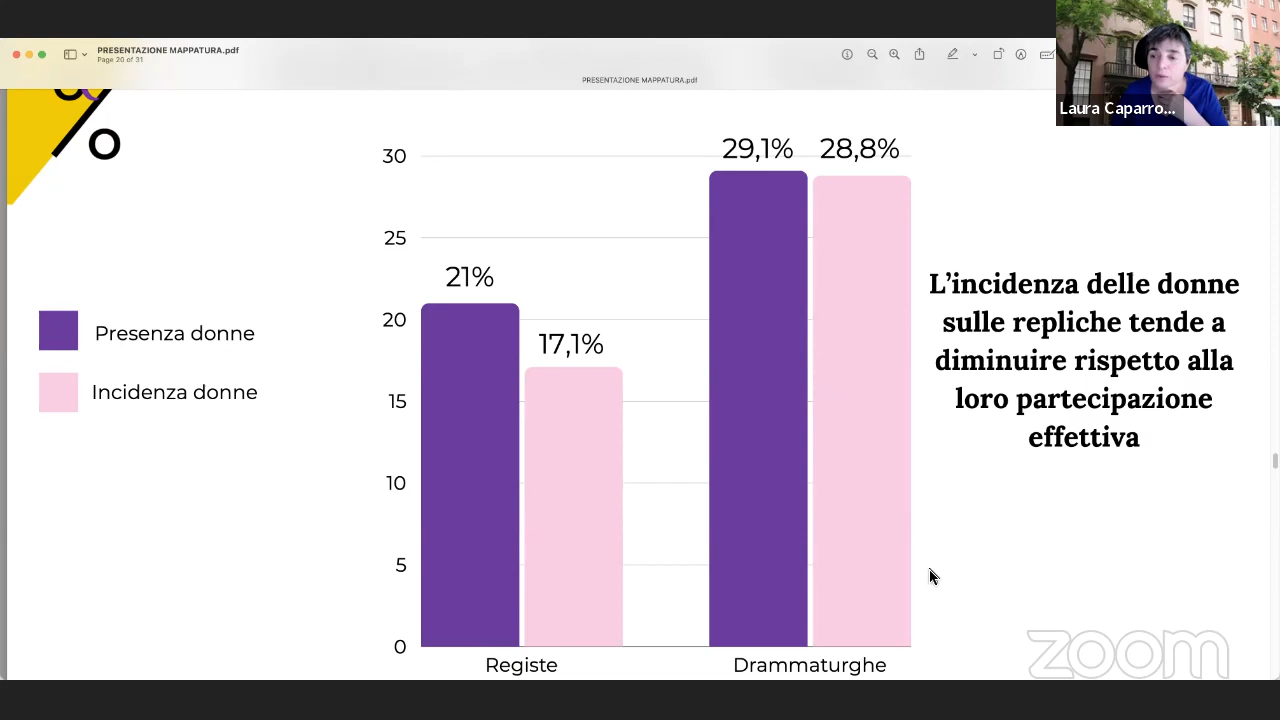 PRESENTAZIONE MAPPATURA.pdf
Page 20 of 31
PRESENTAZIONE MAPPATURA.pdf
Laura Caparro...
%
30
25
20
15
10
5
0
29,1%
28,8%
21%
17,1%
Presenza donne
Incidenza donne
L'incidenza delle donne
sulle repliche tende a
diminuire rispetto alla
loro partecipazione
effettiva
Registe
Drammaturghe
zoom